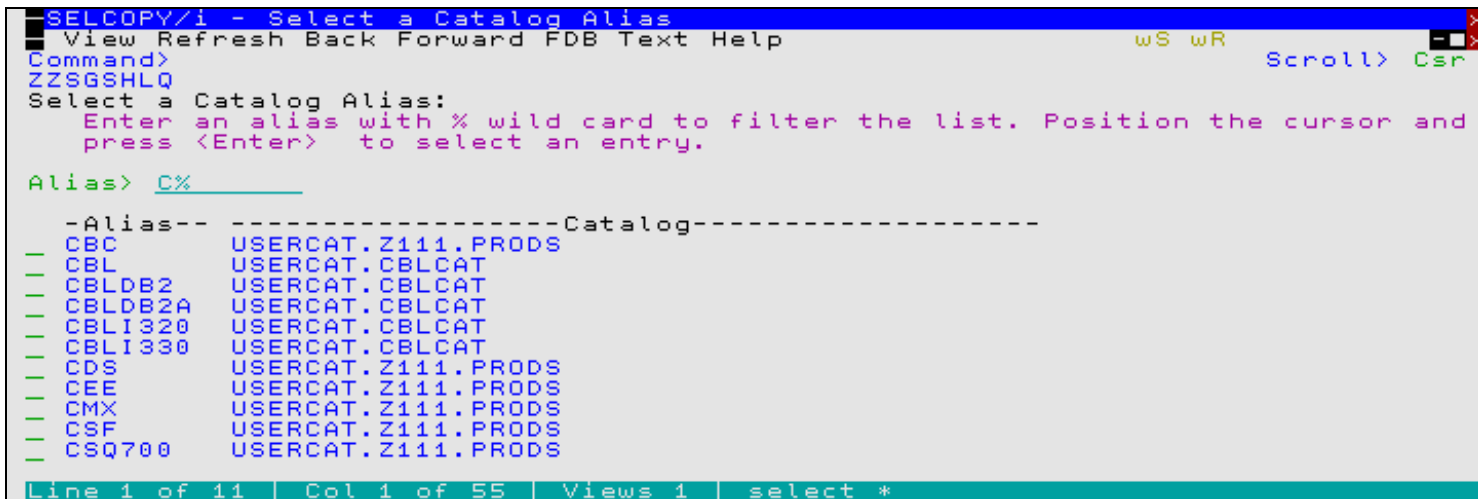 SELCOPY/i - Select a Catalog Alias
View Refresh Back Forward FDB Text Help wS wR
Command> Scroll> Csr
ZZSGSHLQ
Select a Catalog Alias:
Enter an alias with % wild card to filter the list. Position the cursor and
press <Enter> to select an entry.
Alias> C%
-Alias-- ------------------Catalog-------------------
_ CBC USERCAT.Z111.PRODS
_ CBL USERCAT.CBLCAT
_ CBLDB2 USERCAT.CBLCAT
_ CBLDB2A USERCAT.CBLCAT
_ CBLI320 USERCAT.CBLCAT
_ CBLI330 USERCAT.CBLCAT
_ CDS USERCAT.Z111.PRODS
_ CEE USERCAT.Z111.PRODS
_ CMX USERCAT.Z111.PRODS
_ CSF USERCAT.Z111.PRODS
_ CSQ700 USERCAT.Z111.PRODS
Line 1 of 11 | Col 1 of 55 | Views 1 | select *